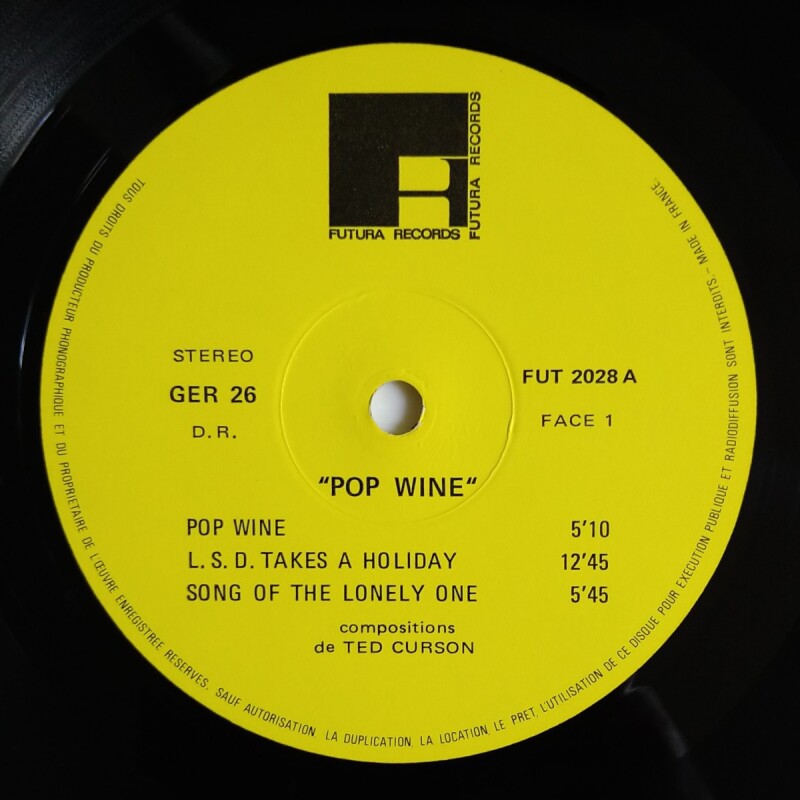 FUTURA RECORDS
FUTURA RECORDS
STEREO
GER 26
D.R.
FUT 2028 A
FACE 1
"POP WINE"
POP WINE 5'10
L.S.D. TAKES A HOLIDAY 12'45
SONG OF THE LONELY ONE 5'45
compositions
de TED CURSON
TOUS DROITS DU PRODUCTEUR PHONOGRAPHIQUE ET DU PROPRIETAIRE DE L'ŒUVRE ENREGISTREE RESERVES. SAUF AUTORISATION LA DUPLICATION, LA LOCATION, LE PRET, L'UTILISATION DE CE DISQUE POUR EXECUTION PUBLIQUE ET RADIODIFFUSION SONT INTERDITS. - MADE IN FRANCE.